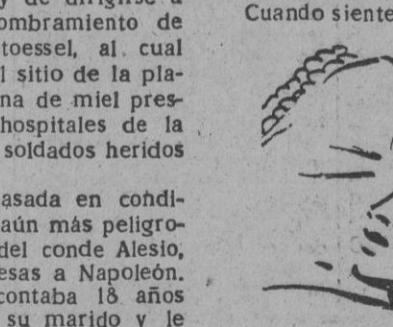 y de dirigirse a
ombramiento de
toessel, al cual
l sitio de la pla-
na de miel pres-
hospitales de la
soldados heridos
asada en condi-
aún más peligro-
del conde Alesio,
esas a Napoleón.
contaba 18 años
su marido y le
Cuando siente